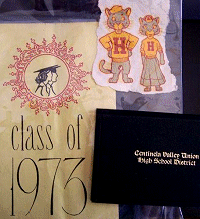 H H
class of
1973
Centinela Valley Union
High School District